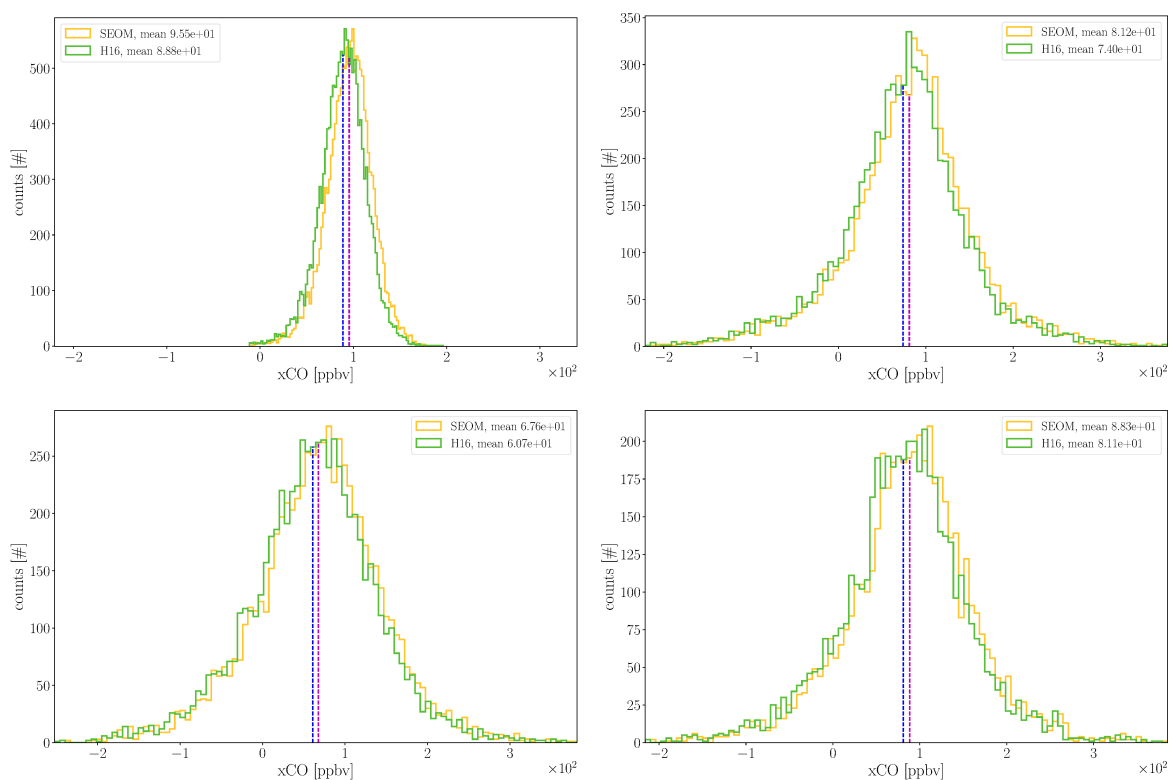 SEOM, mean 9.55e+01
H16, mean 8.88e+01
counts [#]
500
400
300
200
100
0
−2 −1 0 1 2 3
×10²
xCO [ppbv]
SEOM, mean 8.12e+01
H16, mean 7.40e+01
counts [#]
350
300
250
200
150
100
50
0
−2 −1 0 1 2 3
×10²
xCO [ppbv]
SEOM, mean 6.76e+01
H16, mean 6.07e+01
counts [#]
250
200
150
100
50
0
−2 −1 0 1 2 3
×10²
xCO [ppbv]
SEOM, mean 8.83e+01
H16, mean 8.11e+01
counts [#]
200
175
150
125
100
75
50
25
0
−2 −1 0 1 2 3
×10²
xCO [ppbv]